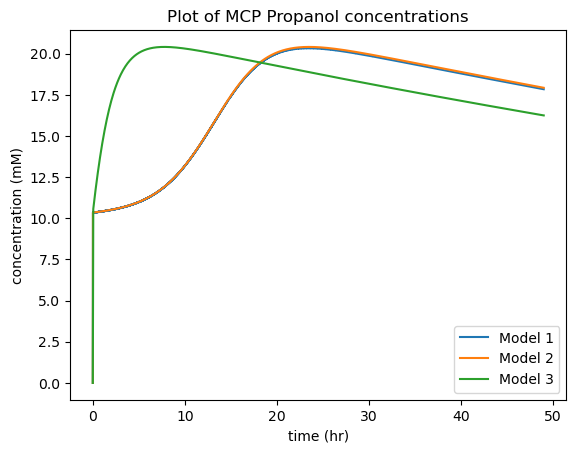 Plot of MCP Propanol concentrations
concentration (mM)
20.0
17.5
15.0
12.5
10.0
7.5
5.0
2.5
0.0
Model 1
Model 2
Model 3
0 10 20 30 40 50
time (hr)